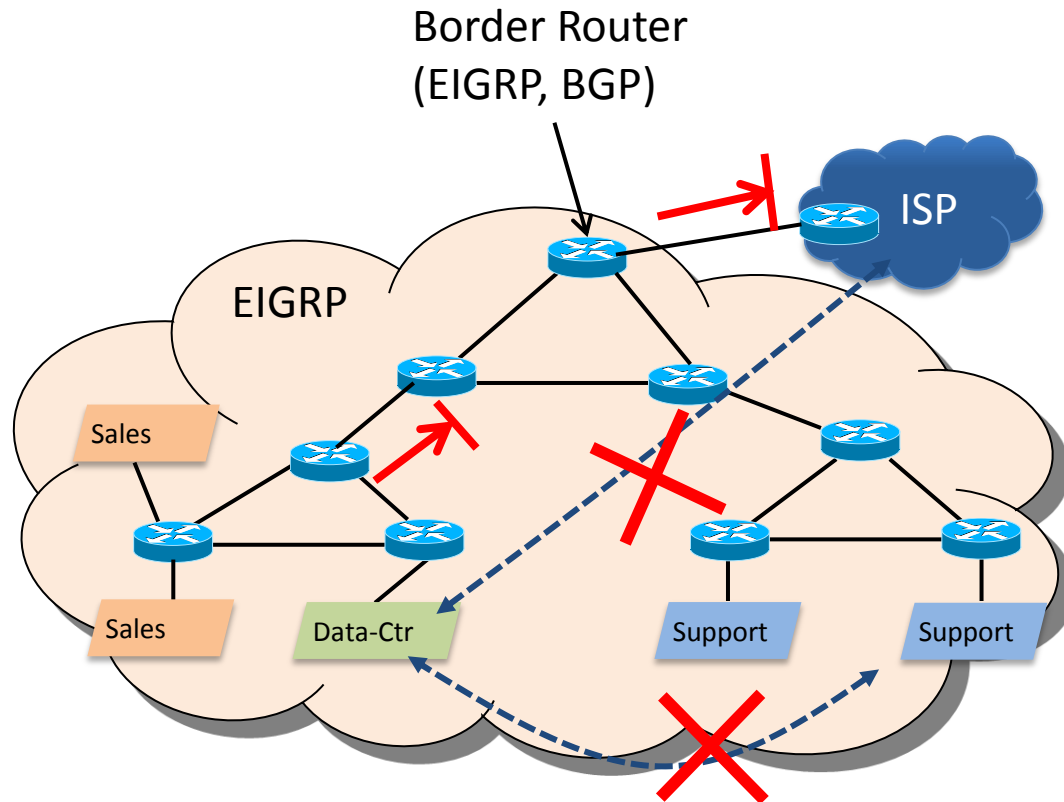 Border Router
(EIGRP, BGP)
ISP
EIGRP
Sales
Sales
Data-Ctr
Support
Support